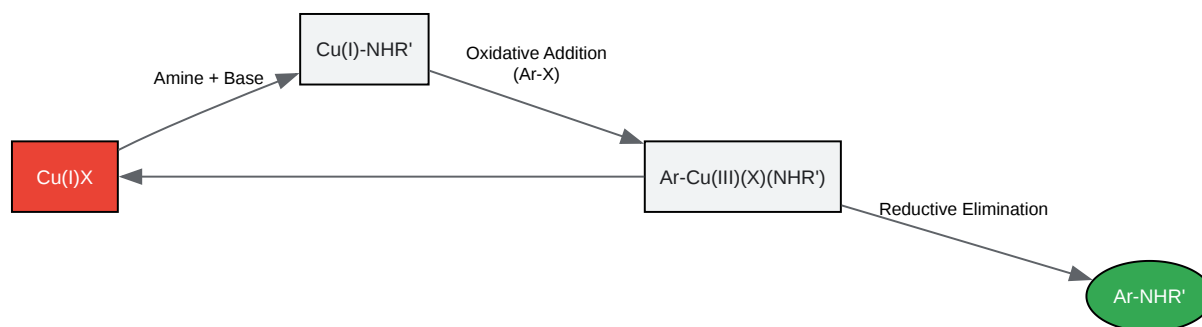 Cu(I)-NHR'
Oxidative Addition
(Ar-X)
Amine + Base
Cu(I)X
Ar-Cu(III)(X)(NHR')
Reductive Elimination
Ar-NHR'